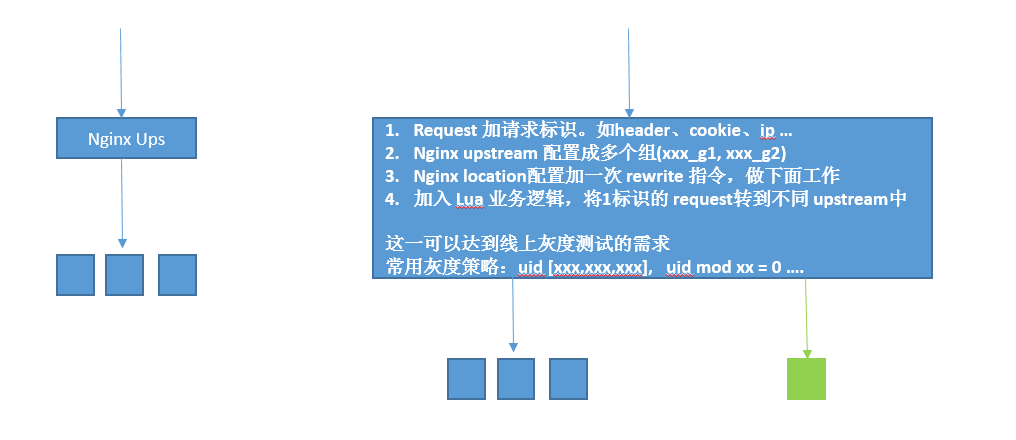 Nginx Ups
1. Request 加请求标识。如header、cookie、ip ...
2. Nginx upstream 配置成多个组(xxx_g1, xxx_g2)
3. Nginx location配置加一次 rewrite 指令，做下面工作
4. 加入 Lua 业务逻辑，将1标识的 request转到不同 upstream中
这一可以达到线上灰度测试的需求
常用灰度策略：uid [xxx,xxx,xxx], uid mod xx = 0 ....